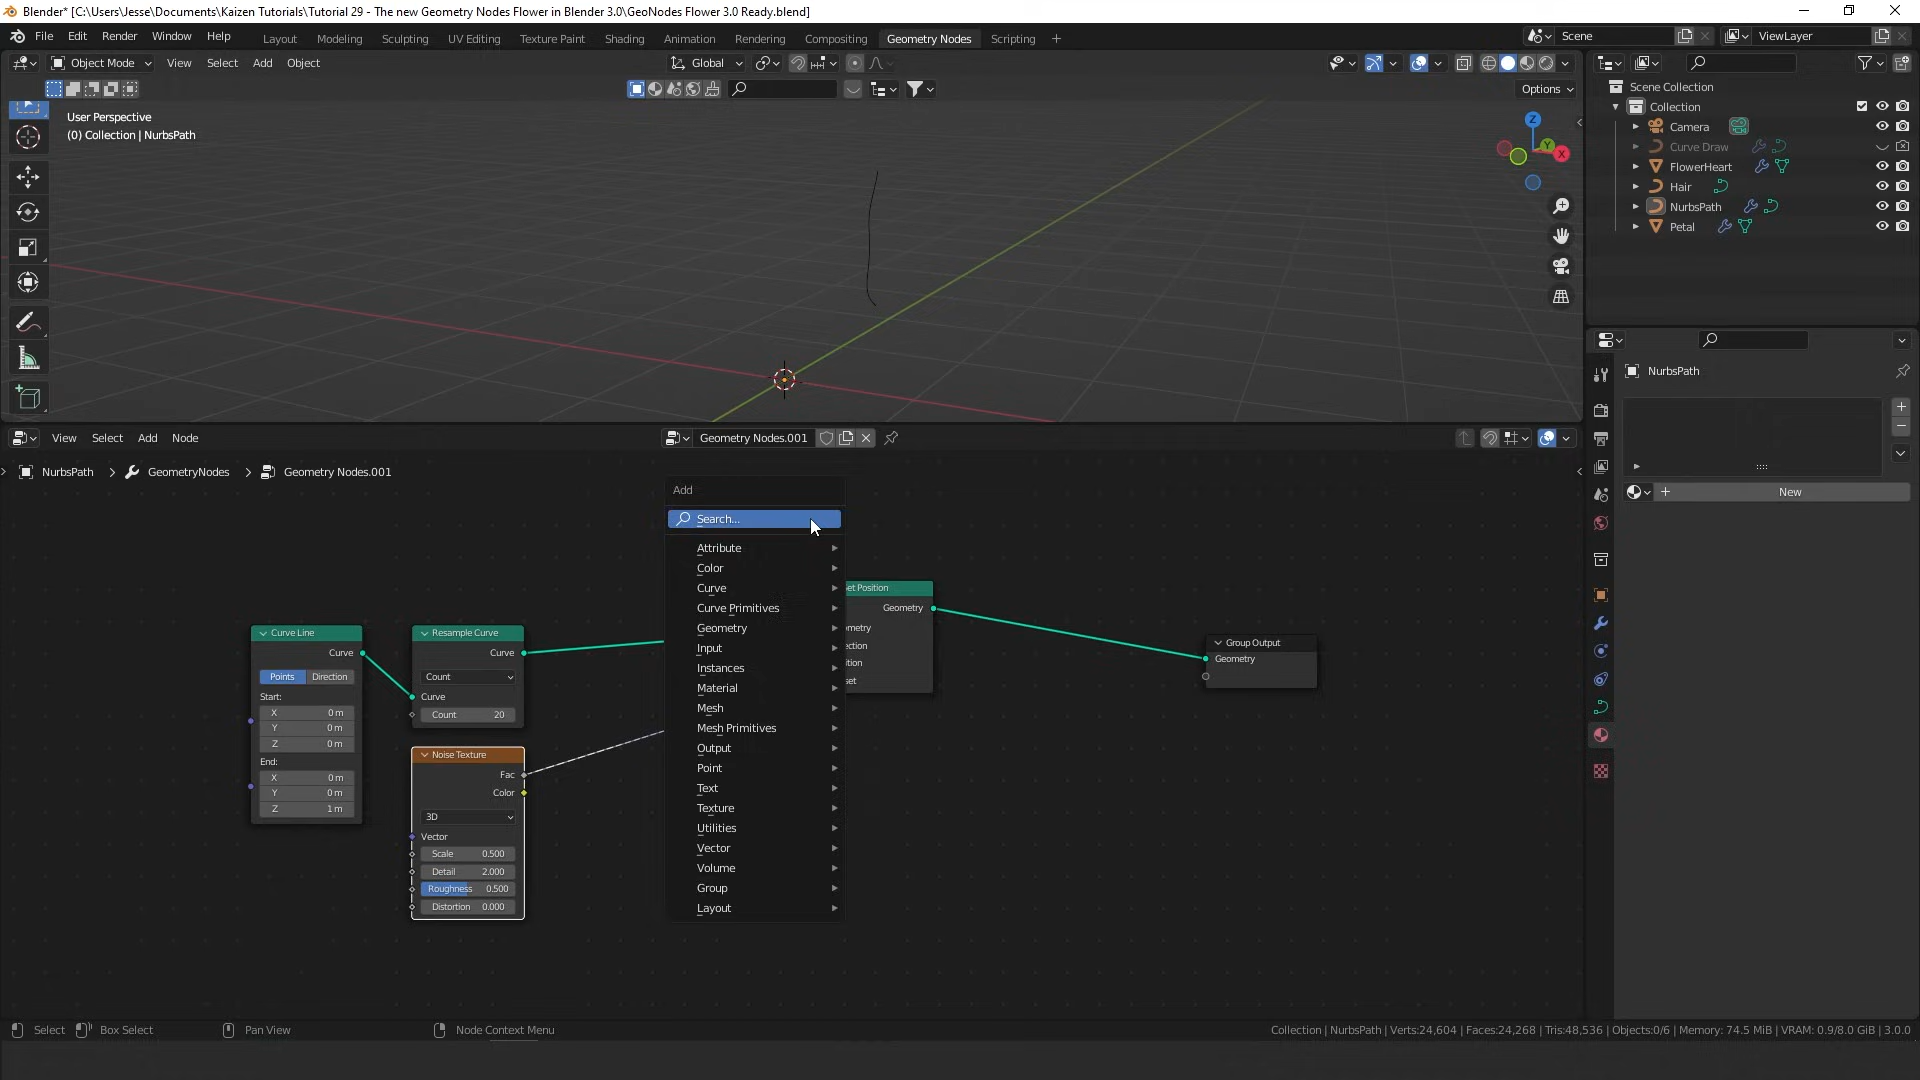 Blender* [C:\Users\Jesse\Documents\Kaizen Tutorials\Tutorial 29 - The new Geometry Nodes Flower in Blender 3.0\GeoNodes Flower 3.0 Ready.blend]
File Edit Render Window Help Layout Modeling Sculpting UV Editing Texture Paint Shading Animation Rendering Compositing Geometry Nodes Scripting + Scene ViewLayer
Object Mode View Select Add Object Global
Options
User Perspective
(0) Collection | NurbsPath
Z
Y
X
Scene Collection
Collection
Camera
Curve Draw
FlowerHeart
Hair
NurbsPath
Petal
NurbsPath
New
View Select Add Node Geometry Nodes.001
NurbsPath > GeometryNodes > Geometry Nodes.001
Add
Search...
Attribute
Color
Curve
Curve Primitives
Geometry
Input
Instances
Material
Mesh
Mesh Primitives
Output
Point
Text
Texture
Utilities
Vector
Volume
Group
Layout
Curve Line
Curve
Points Direction
Start:
X 0 m
Y 0 m
Z 0 m
End:
X 0 m
Y 0 m
Z 1 m
Resample Curve
Curve
Count
Curve
Count 20
Noise Texture
Fac
Color
3D
Vector
Scale 0.500
Detail 2.000
Roughness 0.500
Distortion 0.000
et Position
Geometry
ometry
ection
ition
set
Group Output
Geometry
Select Box Select Pan View Node Context Menu
Collection | NurbsPath | Verts:24,604 | Faces:24,268 | Tris:48,536 | Objects:0/6 | Memory: 74.5 MiB | VRAM: 0.9/8.0 GiB | 3.0.0